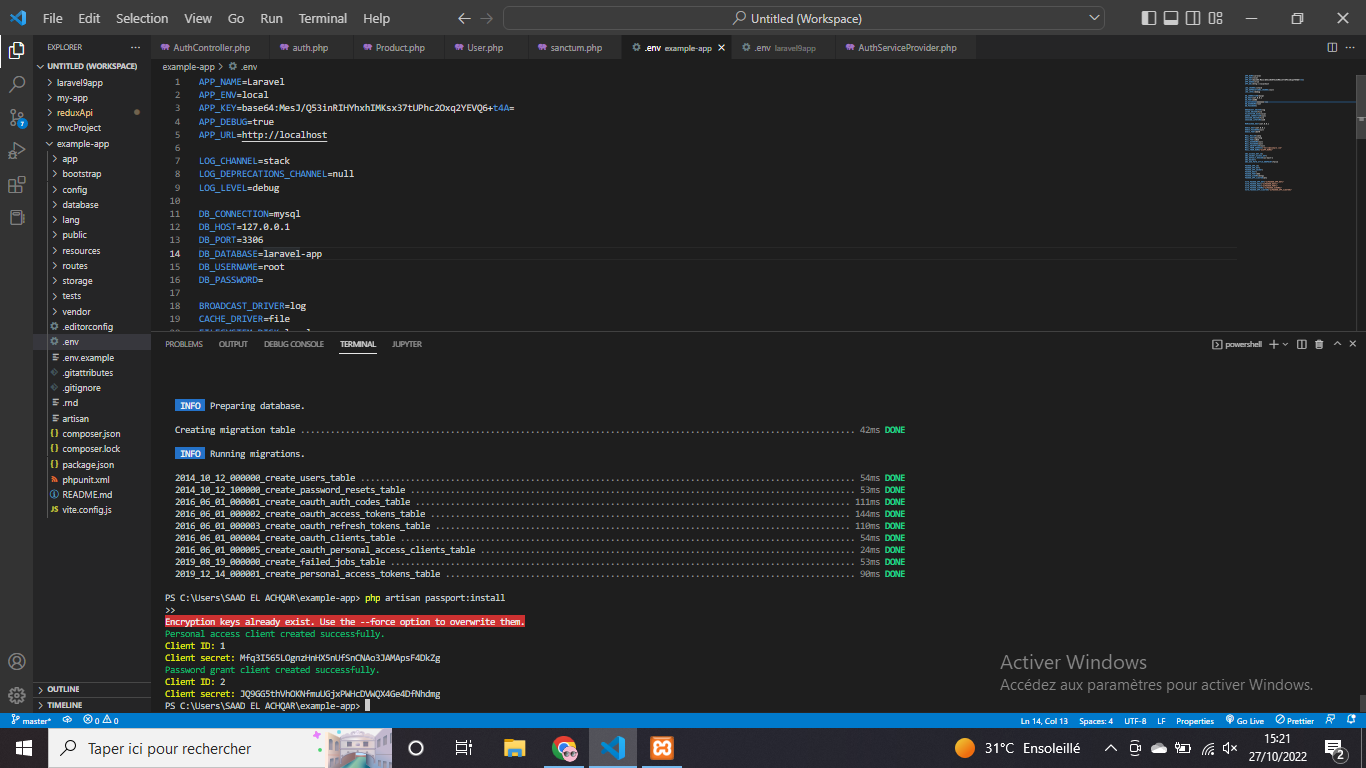 File Edit Selection View Go Run Terminal Help
Untitled (Workspace)
EXPLORER
AuthController.php auth.php Product.php User.php sanctum.php .env example-app .env laravel9app AuthServiceProvider.php
UNTITLED (WORKSPACE)
laravel9app
my-app
reduxApi
mvcProject
example-app
app
bootstrap
config
database
lang
public
resources
routes
storage
tests
vendor
.editorconfig
.env
.env.example
.gitattributes
.gitignore
.md
artisan
composer.json
composer.lock
package.json
phpunit.xml
README.md
vite.config.js
OUTLINE
TIMELINE
example-app > .env
1 APP_NAME=Laravel
2 APP_ENV=local
3 APP_KEY=base64:MesJ/Q53inRIHYhxhIMKsx37tUPhc2Oxq2YEVQ6+t4A=
4 APP_DEBUG=true
5 APP_URL=http://localhost
6
7 LOG_CHANNEL=stack
8 LOG_DEPRECATIONS_CHANNEL=null
9 LOG_LEVEL=debug
10
11 DB_CONNECTION=mysql
12 DB_HOST=127.0.0.1
13 DB_PORT=3306
14 DB_DATABASE=laravel-app
15 DB_USERNAME=root
16 DB_PASSWORD=
17
18 BROADCAST_DRIVER=log
19 CACHE_DRIVER=file
PROBLEMS OUTPUT DEBUG CONSOLE TERMINAL JUPYTER
powershell
INFO Preparing database.
Creating migration table ........ 42ms DONE
INFO Running migrations.
2014_10_12_000000_create_users_table ........ 54ms DONE
2014_10_12_100000_create_password_resets_table ........ 53ms DONE
2016_06_01_000001_create_oauth_auth_codes_table ........ 111ms DONE
2016_06_01_000002_create_oauth_access_tokens_table ........ 144ms DONE
2016_06_01_000003_create_oauth_refresh_tokens_table ........ 110ms DONE
2016_06_01_000004_create_oauth_clients_table ........ 54ms DONE
2016_06_01_000005_create_oauth_personal_access_clients_table ........ 24ms DONE
2019_08_19_000000_create_failed_jobs_table ........ 53ms DONE
2019_12_14_000001_create_personal_access_tokens_table ........ 90ms DONE
PS C:\Users\SAAD EL ACHQAR\example-app> php artisan passport:install
>>
Encryption keys already exist. Use the --force option to overwrite them.
Personal access client created successfully.
Client ID: 1
Client secret: Mfq3I565LOgnzHnHX5nUfSnCNAo3JAMApsF4DkZg
Password grant client created successfully.
Client ID: 2
Client secret: JQ9GG5thVhOKNfmuUGjxPWHcDVWQX4Ge4DfNhdmg
PS C:\Users\SAAD EL ACHQAR\example-app>
Activer Windows
Accédez aux paramètres pour activer Windows.
master* 0 0 Ln 14, Col 13 Spaces: 4 UTF-8 LF Properties Go Live Prettier
Taper ici pour rechercher
31°C Ensoleillé
15:21
27/10/2022
2